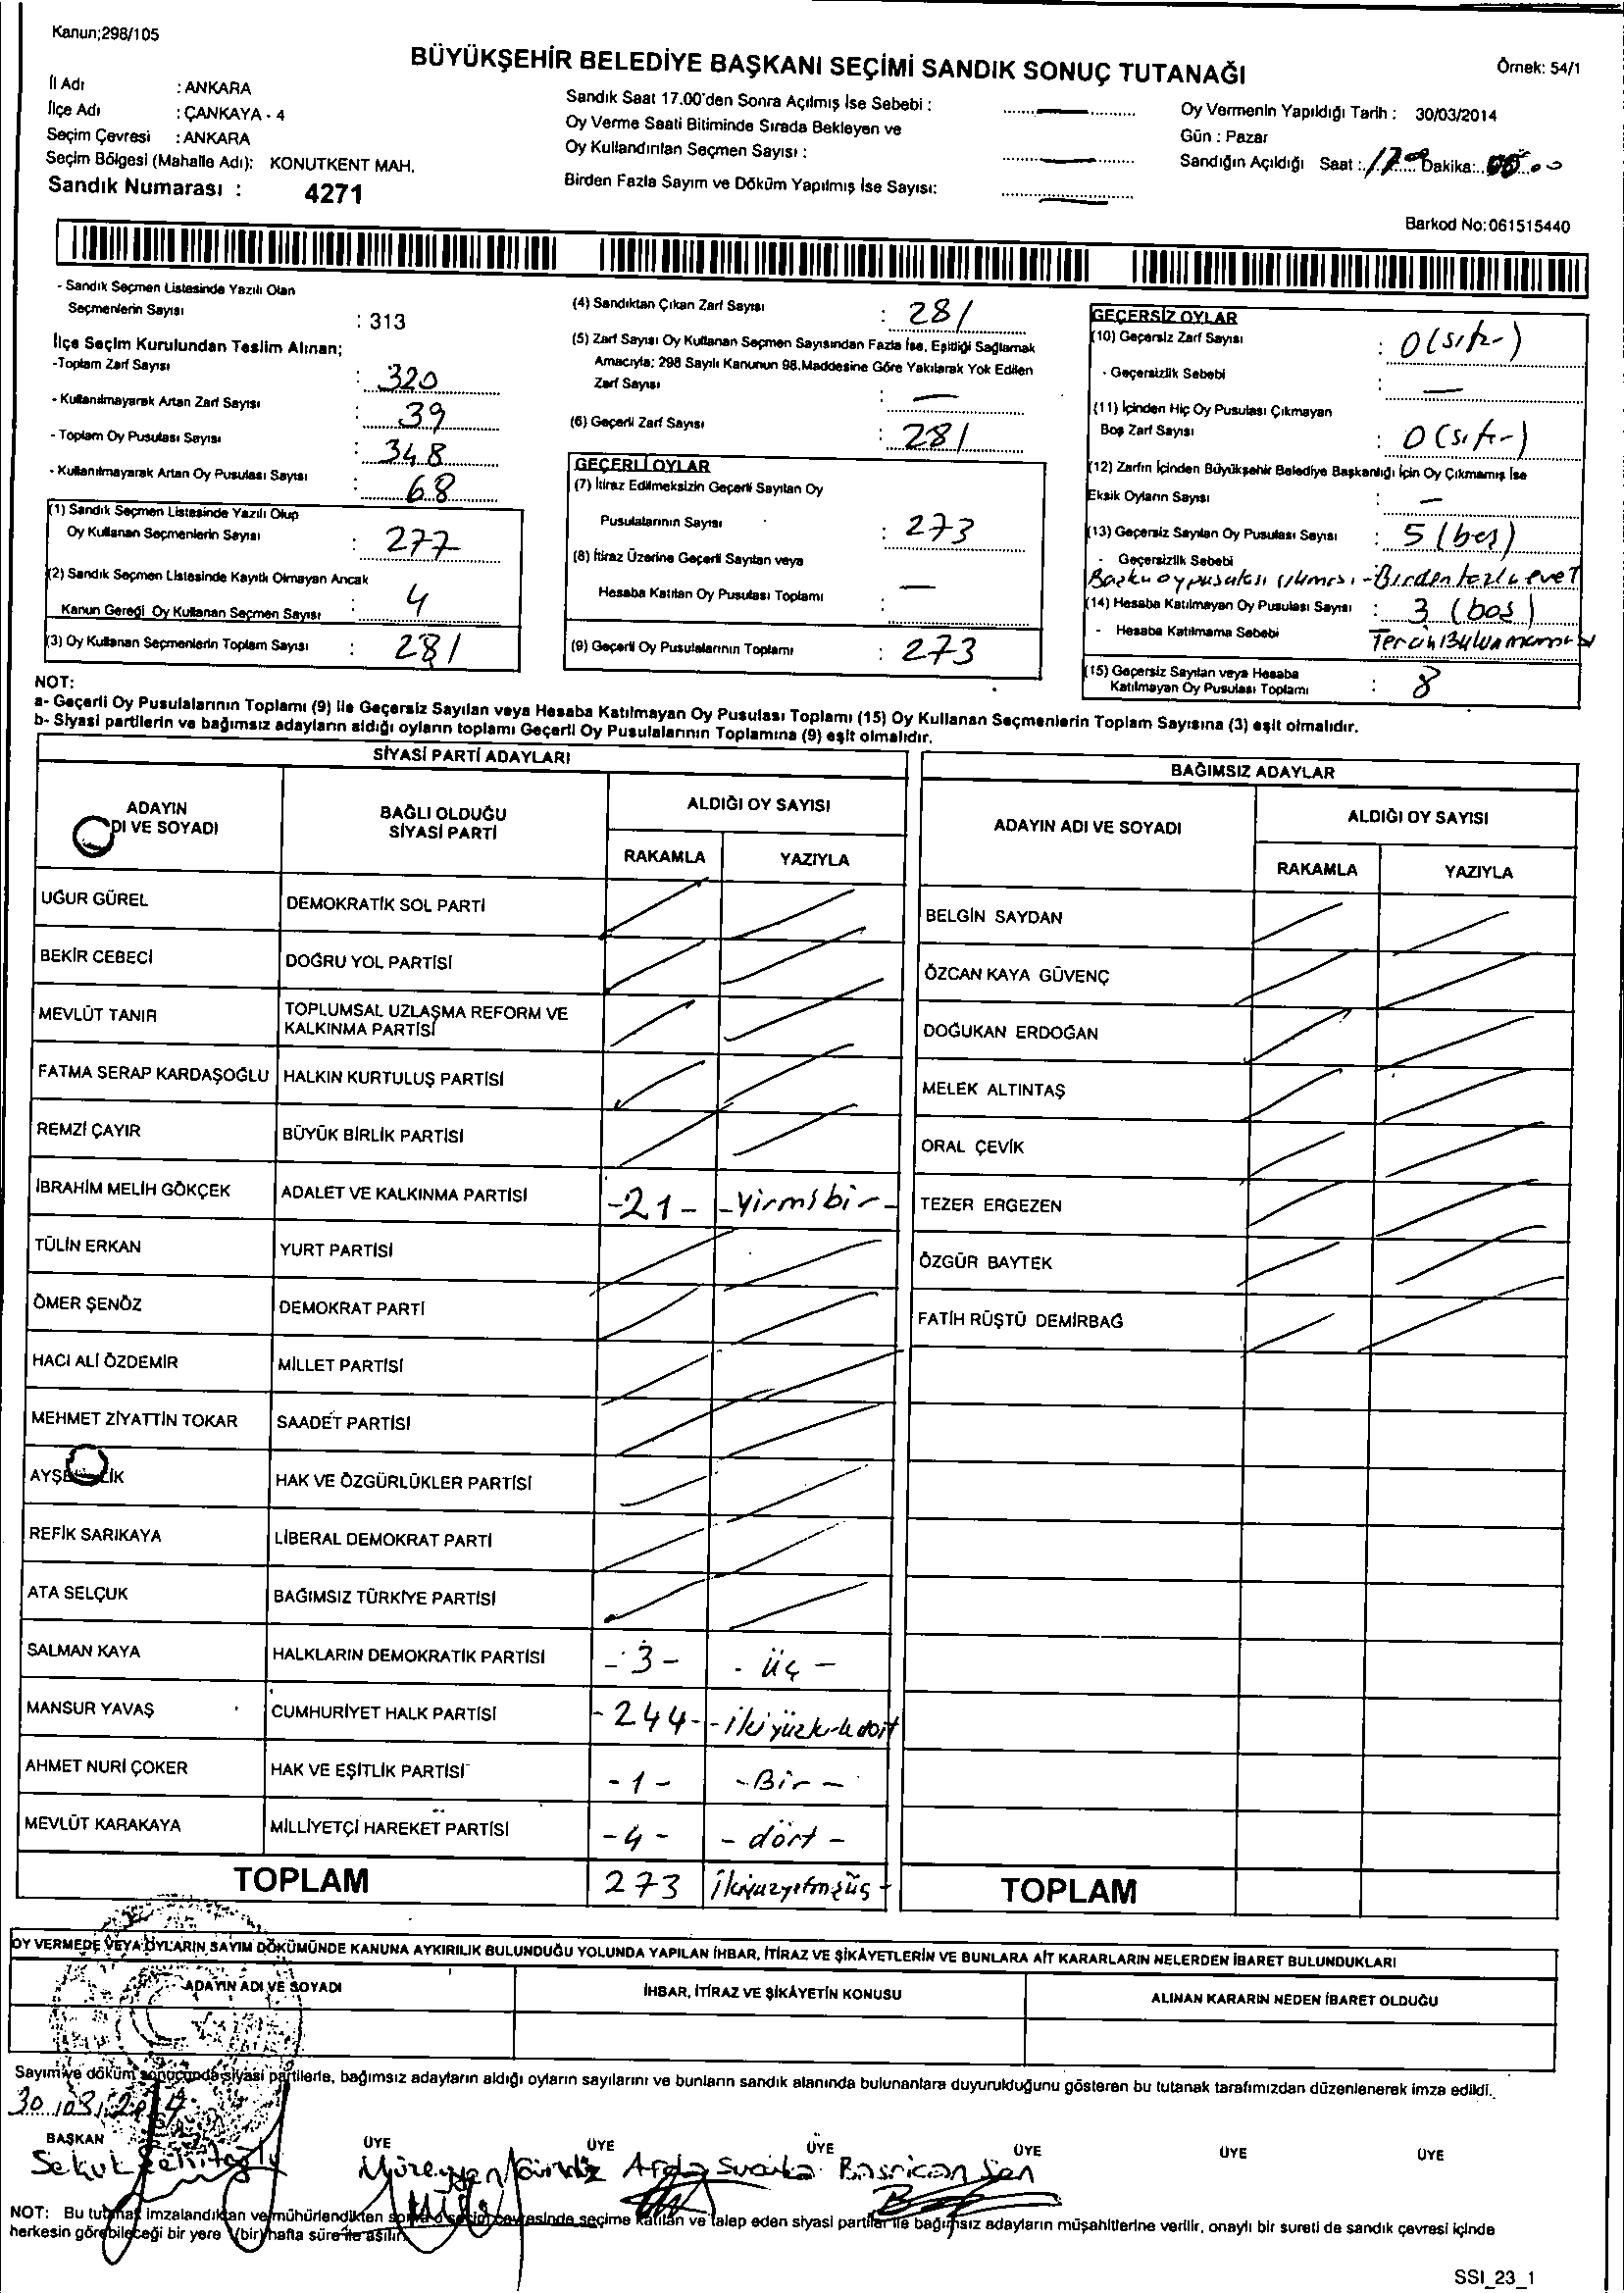 Kanun;298/105
BÜYÜKŞEHİR BELEDİYE BAŞKANI SEÇİMİ SANDIK SONUÇ TUTANAĞI
Örnek: 54/1
İl Adı : ANKARA
İlçe Adı : ÇANKAYA - 4
Seçim Çevresi : ANKARA
Seçim Bölgesi (Mahalle Adı): KONUTKENT MAH.
Sandık Numarası : 4271
Sandık Saat 17.00'den Sonra Açılmış İse Sebebi :
Oy Verme Saati Bitiminde Sırada Bekleyen ve
Oy Kullandırılan Seçmen Sayısı :
Birden Fazla Sayım ve Döküm Yapılmış İse Sayısı:
Oy Vermenin Yapıldığı Tarih : 30/03/2014
Gün : Pazar
Sandığın Açıldığı Saat : 17.00 Dakika: 00
Barkod No:061515440
- Sandık Seçmen Listesinde Yazılı Olan
Seçmenlerin Sayısı : 313
İlçe Seçim Kurulundan Teslim Alınan;
-Toplam Zarf Sayısı : 320
- Kullanılmayarak Artan Zarf Sayısı : 39
- Toplam Oy Pusulası Sayısı : 348
- Kullanılmayarak Artan Oy Pusulası Sayısı : 68
(1) Sandık Seçmen Listesinde Yazılı Olup
Oy Kullanan Seçmenlerin Sayısı : 277
(2) Sandık Seçmen Listesinde Kayıtlı Olmayan Ancak
Kanun Gereği Oy Kullanan Seçmen Sayısı : 4
(3) Oy Kullanan Seçmenlerin Toplam Sayısı : 281
(4) Sandıktan Çıkan Zarf Sayısı : 281
(5) Zarf Sayısı Oy Kullanan Seçmen Sayısından Fazla İse, Eşitliği Sağlamak
Amacıyla; 298 Sayılı Kanunun 98.Maddesine Göre Yakılarak Yok Edilen
Zarf Sayısı : —
(6) Geçerli Zarf Sayısı : 281
GEÇERLİ OYLAR
(7) İtiraz Edilmeksizin Geçerli Sayılan Oy
Pusulalarının Sayısı : 273
(8) İtiraz Üzerine Geçerli Sayılan veya
Hesaba Katılan Oy Pusulası Toplamı : —
(9) Geçerli Oy Pusulalarının Toplamı : 273
GEÇERSİZ OYLAR
(10) Geçersiz Zarf Sayısı : 0 (sıfır)
- Geçersizlik Sebebi : —
(11) İçinden Hiç Oy Pusulası Çıkmayan
Boş Zarf Sayısı : 0 (sıfır)
(12) Zarfın İçinden Büyükşehir Belediye Başkanlığı İçin Oy Çıkmamış İse
Eksik Oyların Sayısı : —
(13) Geçersiz Sayılan Oy Pusulası Sayısı : 5 (beş)
- Geçersizlik Sebebi
Başka oy pusulası çıkması - Birden fazla evet
(14) Hesaba Katılmayan Oy Pusulası Sayısı : 3 (boş)
- Hesaba Katılmama Sebebi Tercih Bulunmaması
(15) Geçersiz Sayılan veya Hesaba
Katılmayan Oy Pusulası Toplamı : 8
NOT:
a- Geçerli Oy Pusulalarının Toplamı (9) ile Geçersiz Sayılan veya Hesaba Katılmayan Oy Pusulası Toplamı (15) Oy Kullanan Seçmenlerin Toplam Sayısına (3) eşit olmalıdır.
b- Siyasi partilerin ve bağımsız adayların aldığı oyların toplamı Geçerli Oy Pusulalarının Toplamına (9) eşit olmalıdır.
SİYASİ PARTİ ADAYLARI
ADAYIN
DI VE SOYADI
BAĞLI OLDUĞU
SİYASİ PARTİ
ALDIĞI OY SAYISI
RAKAMLA YAZIYLA
UĞUR GÜREL DEMOKRATİK SOL PARTİ
BEKİR CEBECİ DOĞRU YOL PARTİSİ
MEVLÜT TANIR TOPLUMSAL UZLAŞMA REFORM VE
KALKINMA PARTİSİ
FATMA SERAP KARDAŞOĞLU HALKIN KURTULUŞ PARTİSİ
REMZİ ÇAYIR BÜYÜK BİRLİK PARTİSİ
İBRAHİM MELİH GÖKÇEK ADALET VE KALKINMA PARTİSİ -21- -yirmibir-
TÜLİN ERKAN YURT PARTİSİ
ÖMER ŞENÖZ DEMOKRAT PARTİ
HACI ALİ ÖZDEMİR MİLLET PARTİSİ
MEHMET ZİYATTİN TOKAR SAADET PARTİSİ
HAK VE ÖZGÜRLÜKLER PARTİSİ
REFİK SARIKAYA LİBERAL DEMOKRAT PARTİ
ATA SELÇUK BAĞIMSIZ TÜRKİYE PARTİSİ
SALMAN KAYA HALKLARIN DEMOKRATİK PARTİSİ -3- - üç -
MANSUR YAVAŞ CUMHURİYET HALK PARTİSİ -244- -ikiyüzkırkdört
AHMET NURİ ÇOKER HAK VE EŞİTLİK PARTİSİ -1- -Bir-
MEVLÜT KARAKAYA MİLLİYETÇİ HAREKET PARTİSİ -4- - dört -
TOPLAM 273 ikiyüzyetmişüç
BAĞIMSIZ ADAYLAR
ADAYIN ADI VE SOYADI
ALDIĞI OY SAYISI
RAKAMLA YAZIYLA
BELGİN SAYDAN
ÖZCAN KAYA GÜVENÇ
DOĞUKAN ERDOĞAN
MELEK ALTINTAŞ
ORAL ÇEVİK
TEZER ERGEZEN
ÖZGÜR BAYTEK
FATİH RÜŞTÜ DEMİRBAĞ
TOPLAM
OY VERMEDE VEYA OYLARIN SAYIM DÖKÜMÜNDE KANUNA AYKIRILIK BULUNDUĞU YOLUNDA YAPILAN İHBAR, İTİRAZ VE ŞİKÂYETLERİN VE BUNLARA AİT KARARLARIN NELERDEN İBARET BULUNDUKLARI
ADAYIN ADI VE SOYADI
İHBAR, İTİRAZ VE ŞİKÂYETİN KONUSU
ALINAN KARARIN NEDEN İBARET OLDUĞU
Sayım ve döküm sonucunda siyasi partilerle, bağımsız adayların aldığı oyların sayılarını ve bunların sandık alanında bulunanlara duyurulduğunu gösteren bu tutanak tarafımızdan düzenlenerek imza edildi.
30.03.2014
BAŞKAN ÜYE ÜYE ÜYE ÜYE ÜYE ÜYE
Basrican Şen
NOT: Bu tutanak imzalandıktan ve mühürlendikten sonra o seçim çevresinde seçime katılan ve talep eden siyasi partiler ile bağımsız adayların müşahitlerine verilir, onaylı bir sureti de sandık çevresi içinde
herkesin görebileceği bir yere (bir) hafta süre ile asılır.
SSI_23_1